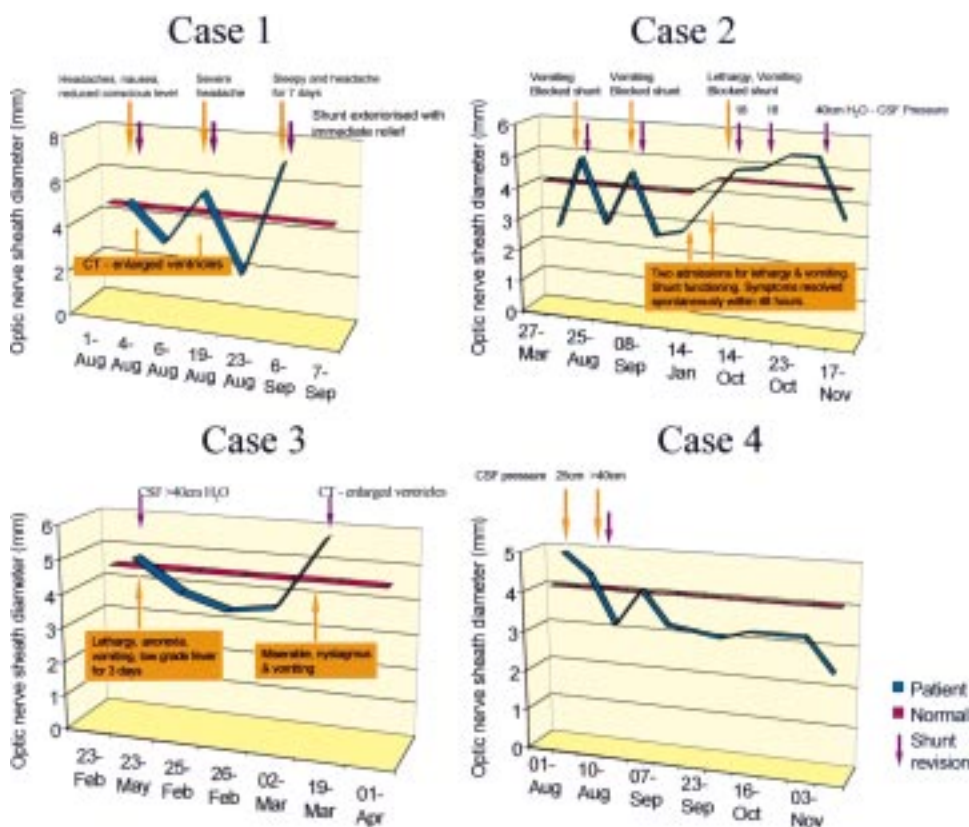 Case 1
Headaches, nausea,
reduced conscious level
Severe
headache
Sleepy and headache
for 7 days
Shunt exteriorised with
immediate relief
Optic nerve sheath diameter (mm)
8
6
4
2
0
CT - enlarged ventricles
1-
Aug
4-
Aug
6-
Aug
19-
Aug
23-
Aug
6-
Sep
7-
Sep
Case 2
Vomiting
Blocked shunt
Vomiting
Blocked shunt
Lethargy, Vomiting
Blocked shunt
18
18
40cm H2O - CSF Pressure
Optic nerve sheath diameter (mm)
6
5
4
3
2
1
0
Two admissions for lethargy & vomiting.
Shunt functioning. Symptoms resolved
spontaneously within 48 hours.
27-
Mar
25-
Aug
08-
Sep
14-
Jan
14-
Oct
23-
Oct
17-
Nov
Case 3
CSF >40cm H2O
CT - enlarged ventricles
Optic nerve sheath diameter (mm)
6
5
4
3
2
1
0
Lethargy, anorexia,
vomiting, low grade fever
for 3 days
Miserable, nystagmus
& vomiting
23-
Feb
23-
May
25-
Feb
26-
Feb
02-
Mar
19-
Mar
01-
Apr
Case 4
CSF pressure 25cm >40cm
Optic nerve sheath diameter (mm)
5
4
3
2
1
0
01-
Aug
10-
Aug
07-
Sep
23-
Sep
16-
Oct
03-
Nov
Patient
Normal
Shunt
revision